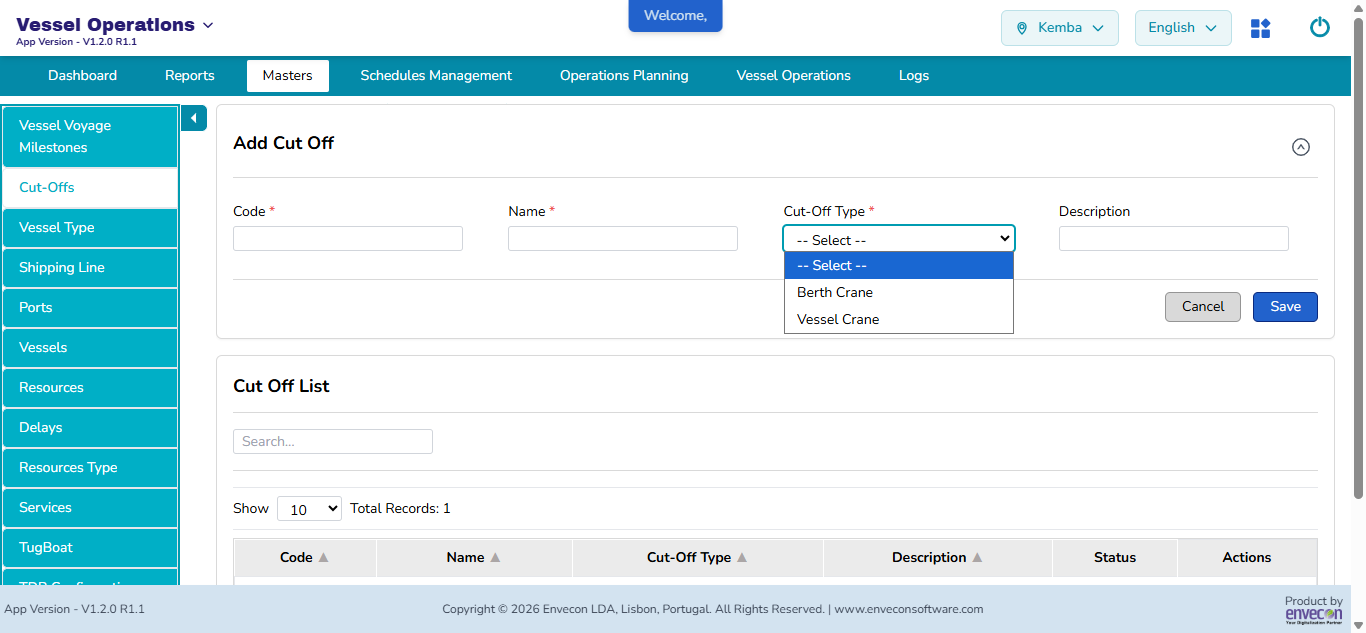 Vessel Operations
App Version - V1.2.0 R1.1
Welcome,
Kemba
English
Dashboard
Reports
Masters
Schedules Management
Operations Planning
Vessel Operations
Logs
Vessel Voyage
Milestones
Cut-Offs
Vessel Type
Shipping Line
Ports
Vessels
Resources
Delays
Resources Type
Services
TugBoat
Add Cut Off
Code *
Name *
Cut-Off Type *
Description
-- Select --
-- Select --
Berth Crane
Vessel Crane
Cancel
Save
Cut Off List
Search...
Show 10 Total Records: 1
Code
Name
Cut-Off Type
Description
Status
Actions
App Version - V1.2.0 R1.1
Copyright © 2026 Envecon LDA, Lisbon, Portugal. All Rights Reserved. | www.enveconsoftware.com
Product by
envecon
Your Digitalization Partner